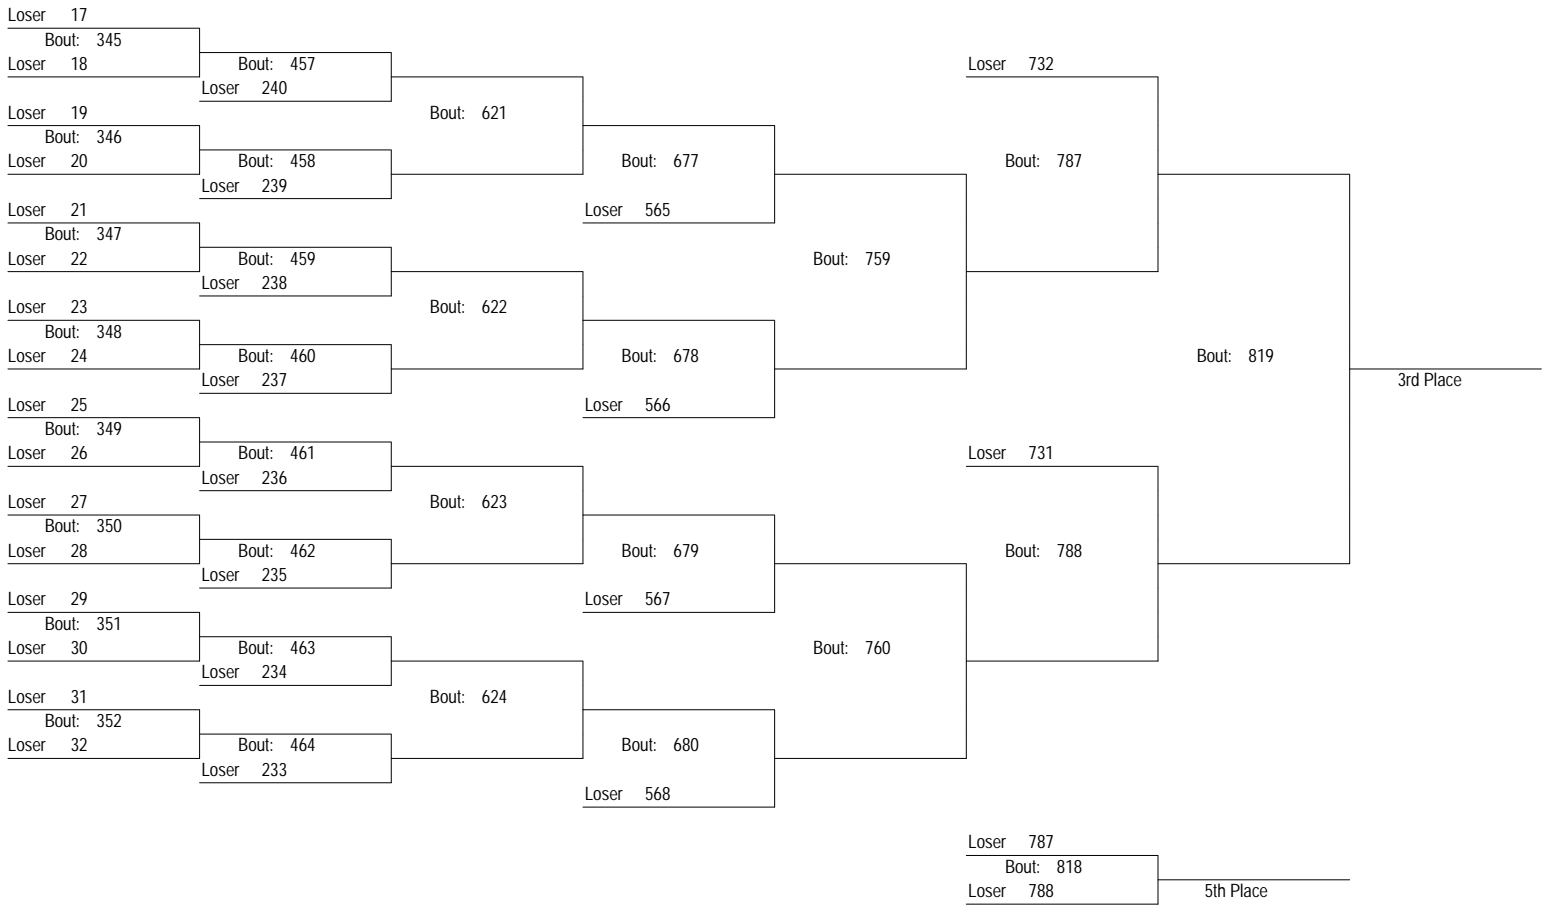 Loser 17
Bout: 345
Loser 18
Bout: 457
Loser 240
Loser 732
Loser 19
Bout: 621
Bout: 346
Loser 20
Bout: 458
Bout: 677
Bout: 787
Loser 239
Loser 21
Loser 565
Bout: 347
Loser 22
Bout: 459
Bout: 759
Loser 238
Loser 23
Bout: 622
Bout: 348
Loser 24
Bout: 460
Bout: 678
Bout: 819
Loser 237
3rd Place
Loser 25
Loser 566
Bout: 349
Loser 26
Bout: 461
Loser 731
Loser 236
Loser 27
Bout: 623
Bout: 350
Loser 28
Bout: 462
Bout: 679
Bout: 788
Loser 235
Loser 29
Loser 567
Bout: 351
Loser 30
Bout: 463
Bout: 760
Loser 234
Loser 31
Bout: 624
Bout: 352
Loser 32
Bout: 464
Bout: 680
Loser 233
Loser 568
Loser 787
Bout: 818
Loser 788
5th Place